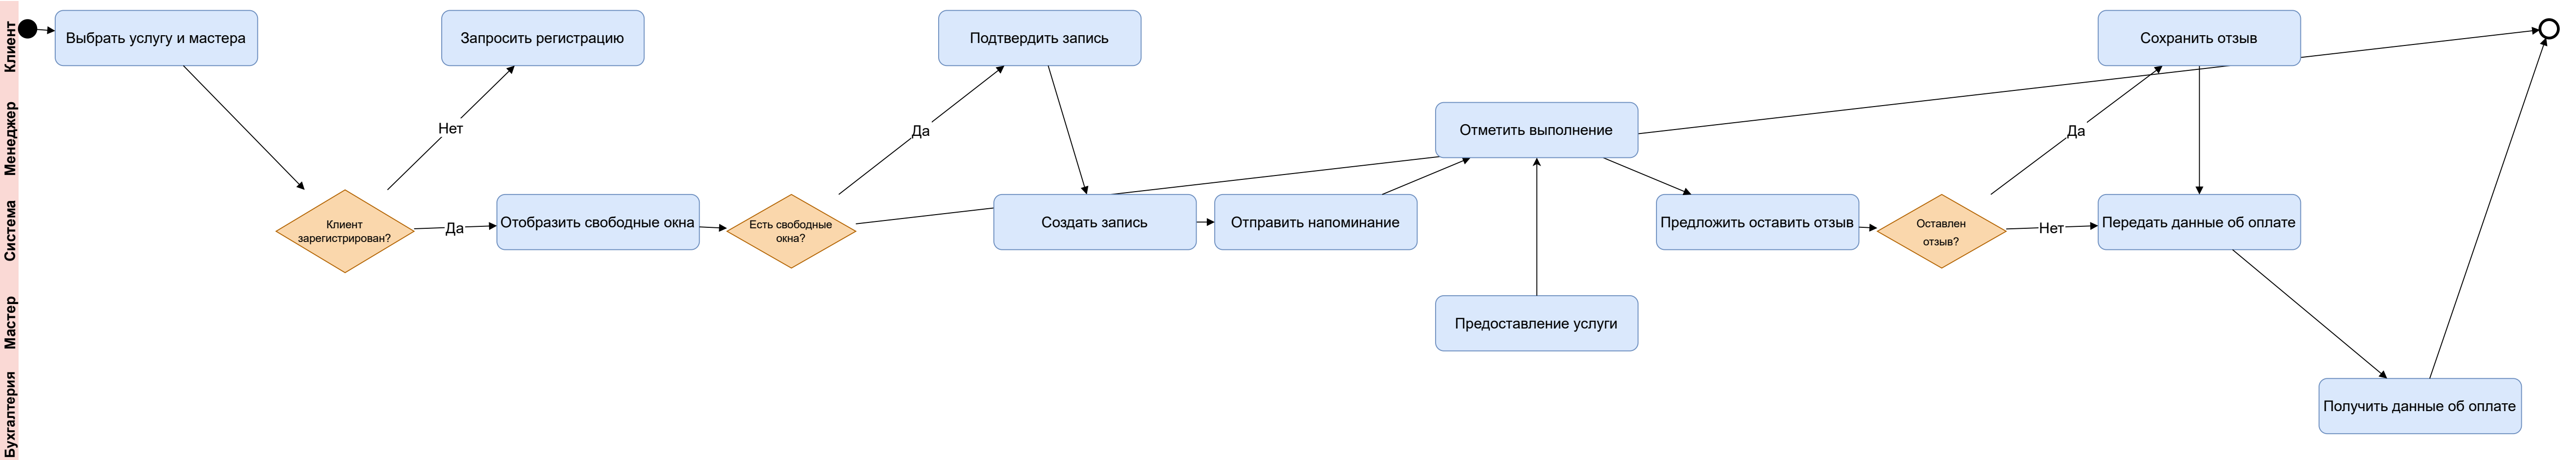 Клиент
Выбрать услугу и мастера
Запросить регистрацию
Подтвердить запись
Сохранить отзыв
Менеджер
Нет
Да
Отметить выполнение
Да
Система
Клиент
зарегистрирован?
Да
Отобразить свободные окна
Есть свободные
окна?
Создать запись
Отправить напоминание
Предложить оставить отзыв
Оставлен
отзыв?
Нет
Передать данные об оплате
Мастер
Предоставление услуги
Бухгалтерия
Получить данные об оплате